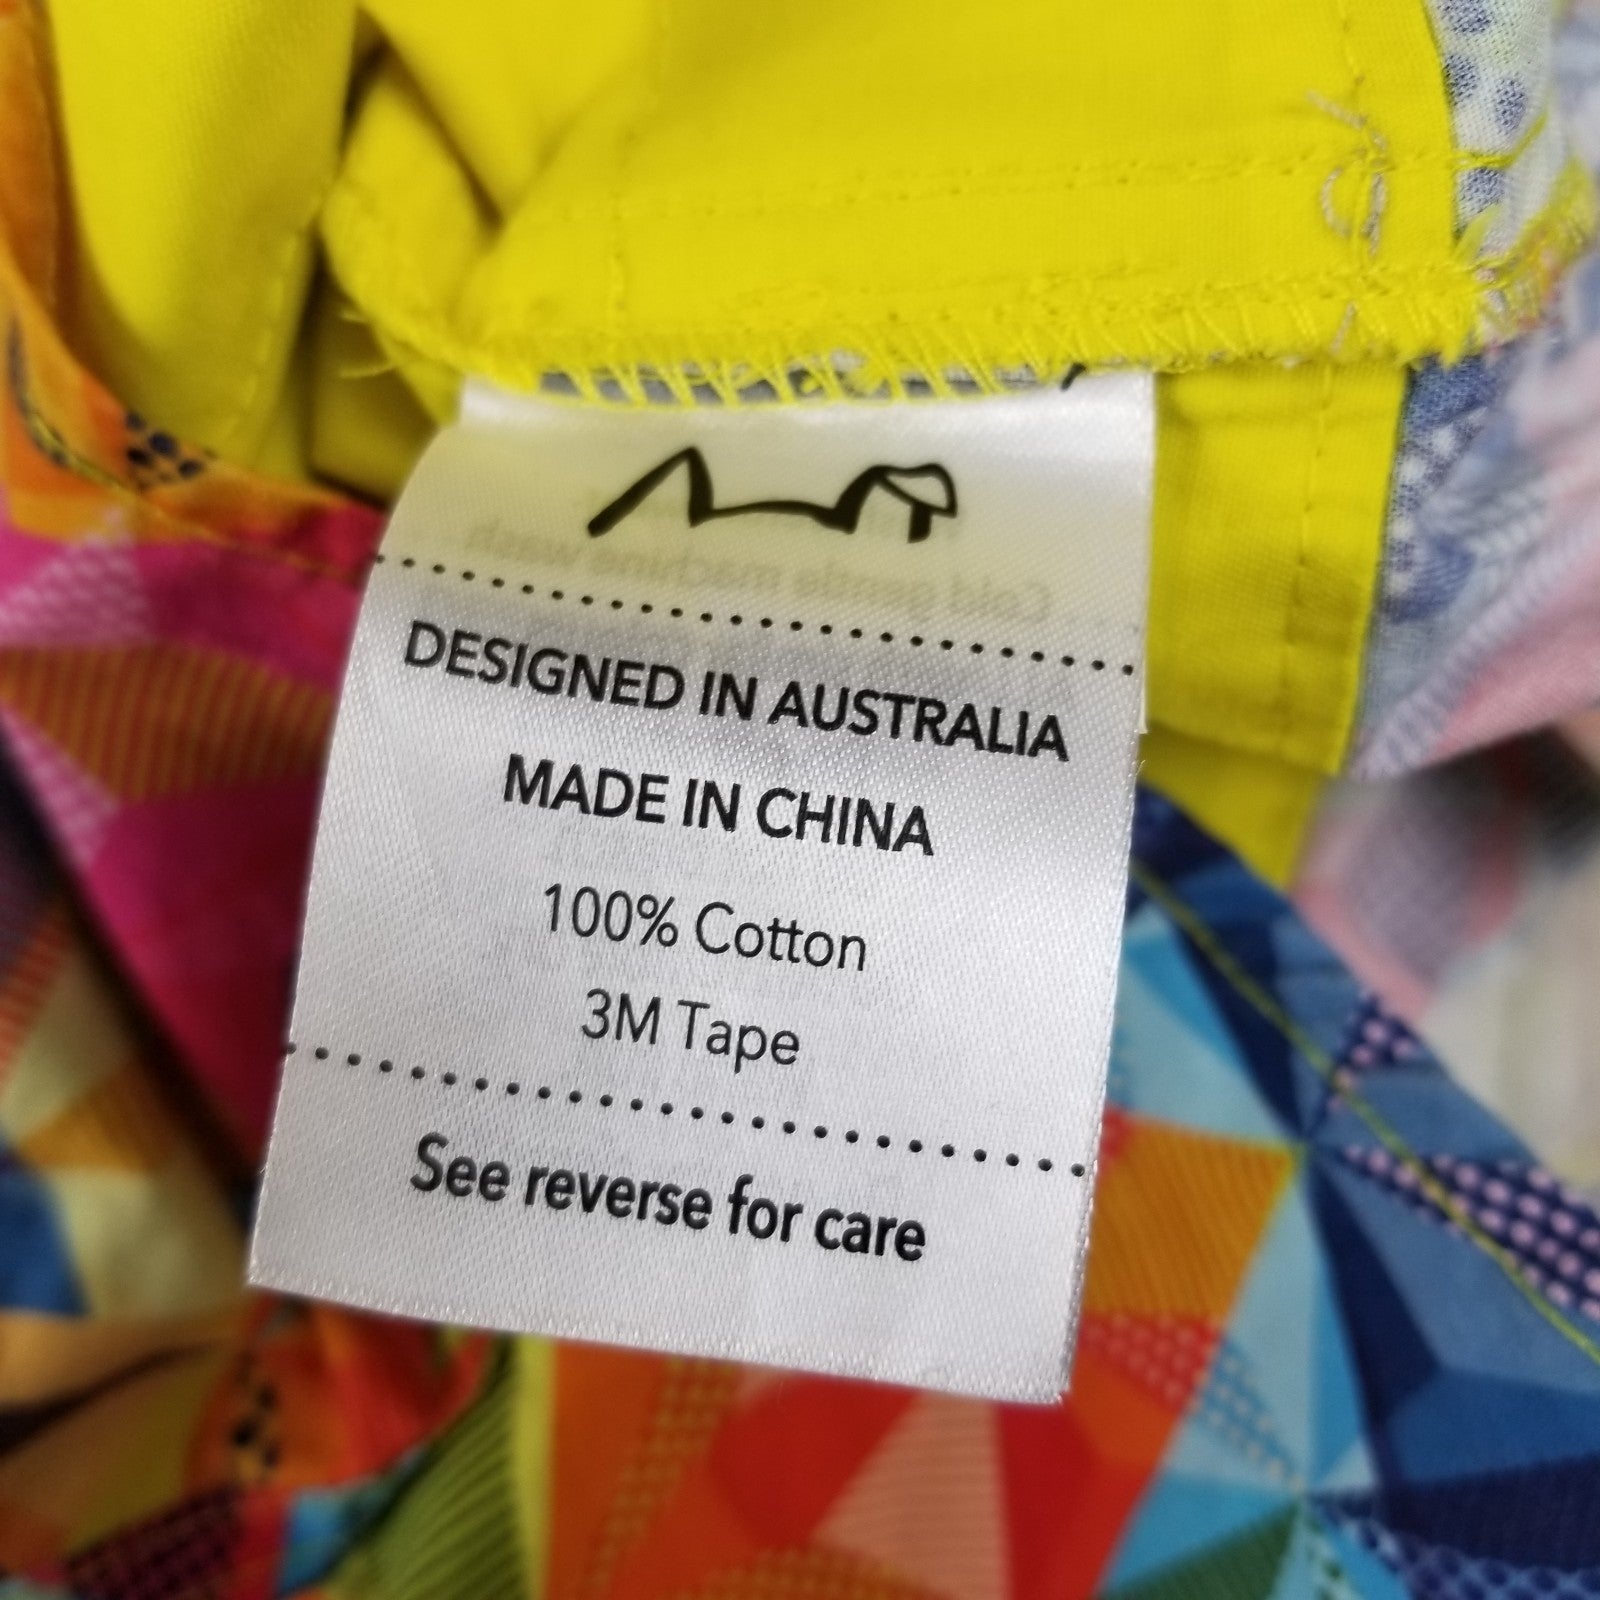 DESIGNED IN AUSTRALIA
MADE IN CHINA
100% Cotton
3M Tape
See reverse for care